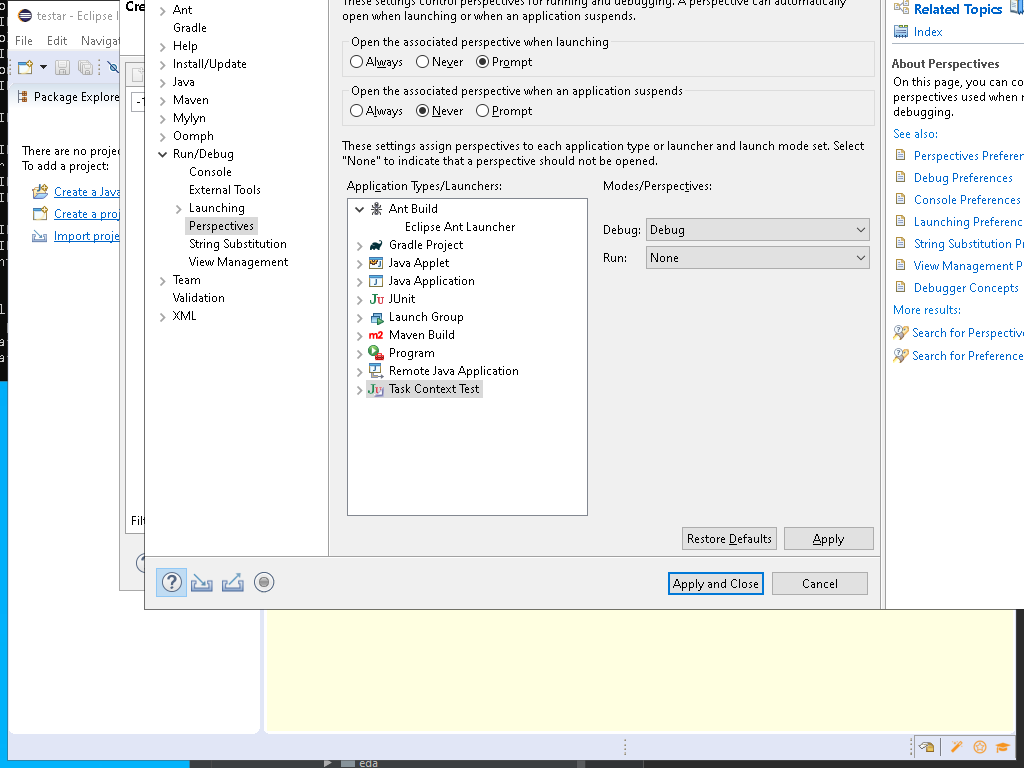 testar - Eclipse I
File Edit Naviga
Package Explore
There are no proje
To add a project:
Create a Java
Create a proj
Import proje
Cre
Filt
Ant
Gradle
Help
Install/Update
Java
Maven
Mylyn
Oomph
Run/Debug
Console
External Tools
Launching
Perspectives
String Substitution
View Management
Team
Validation
XML
These settings control perspectives for running and debugging. A perspective can automatically
open when launching or when an application suspends.
Open the associated perspective when launching
Always Never Prompt
Open the associated perspective when an application suspends
Always Never Prompt
These settings assign perspectives to each application type or launcher and launch mode set. Select
"None" to indicate that a perspective should not be opened.
Application Types/Launchers:
Ant Build
Eclipse Ant Launcher
Gradle Project
Java Applet
Java Application
JUnit
Launch Group
Maven Build
Program
Remote Java Application
Task Context Test
Modes/Perspectives:
Debug: Debug
Run: None
Restore Defaults Apply
Apply and Close Cancel
Related Topics
Index
About Perspectives
On this page, you can co
perspectives used when r
debugging.
See also:
Perspectives Preferer
Debug Preferences
Console Preferences
Launching Preferenc
String Substitution P
View Management P
Debugger Concepts
More results:
Search for Perspective
Search for Preference
eda